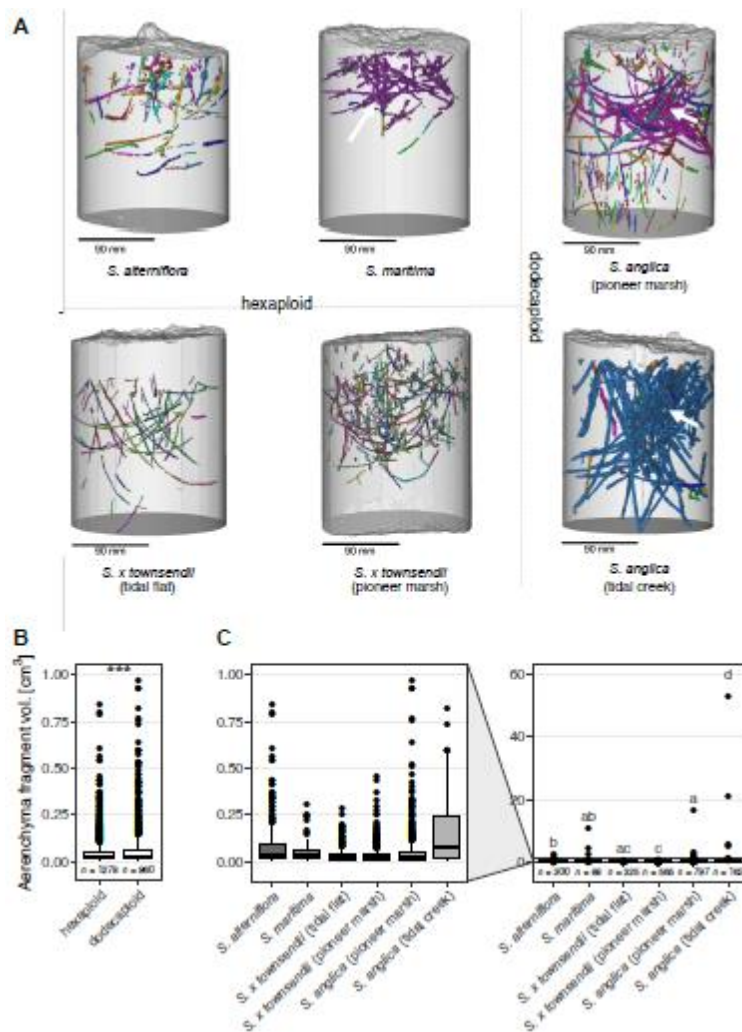 A
90 mm
S. alterniflora
90 mm
S. maritima
90 mm
S. anglica
(pioneer marsh)
hexaploid
dodecaploid
90 mm
S. x townsendii
(tidal flat)
90 mm
S. x townsendii
(pioneer marsh)
90 mm
S. anglica
(tidal creek)
B
C
Aerenchyma fragment vol. [cm³]
1.00
0.75
0.50
0.25
0.00
***
n = 1278
hexaploid
dodecaploid
1.00
0.75
0.50
0.25
0.00
S. alterniflora
S. maritima
S. x townsendii (tidal flat)
S. x townsendii (pioneer marsh)
S. anglica (pioneer marsh)
S. anglica (tidal creek)
60
40
20
0
b
ab
ac
c
a
d
n = 797
S. alterniflora
S. maritima
S. x townsendii (tidal flat)
S. x townsendii (pioneer marsh)
S. anglica (pioneer marsh)
S. anglica (tidal creek)